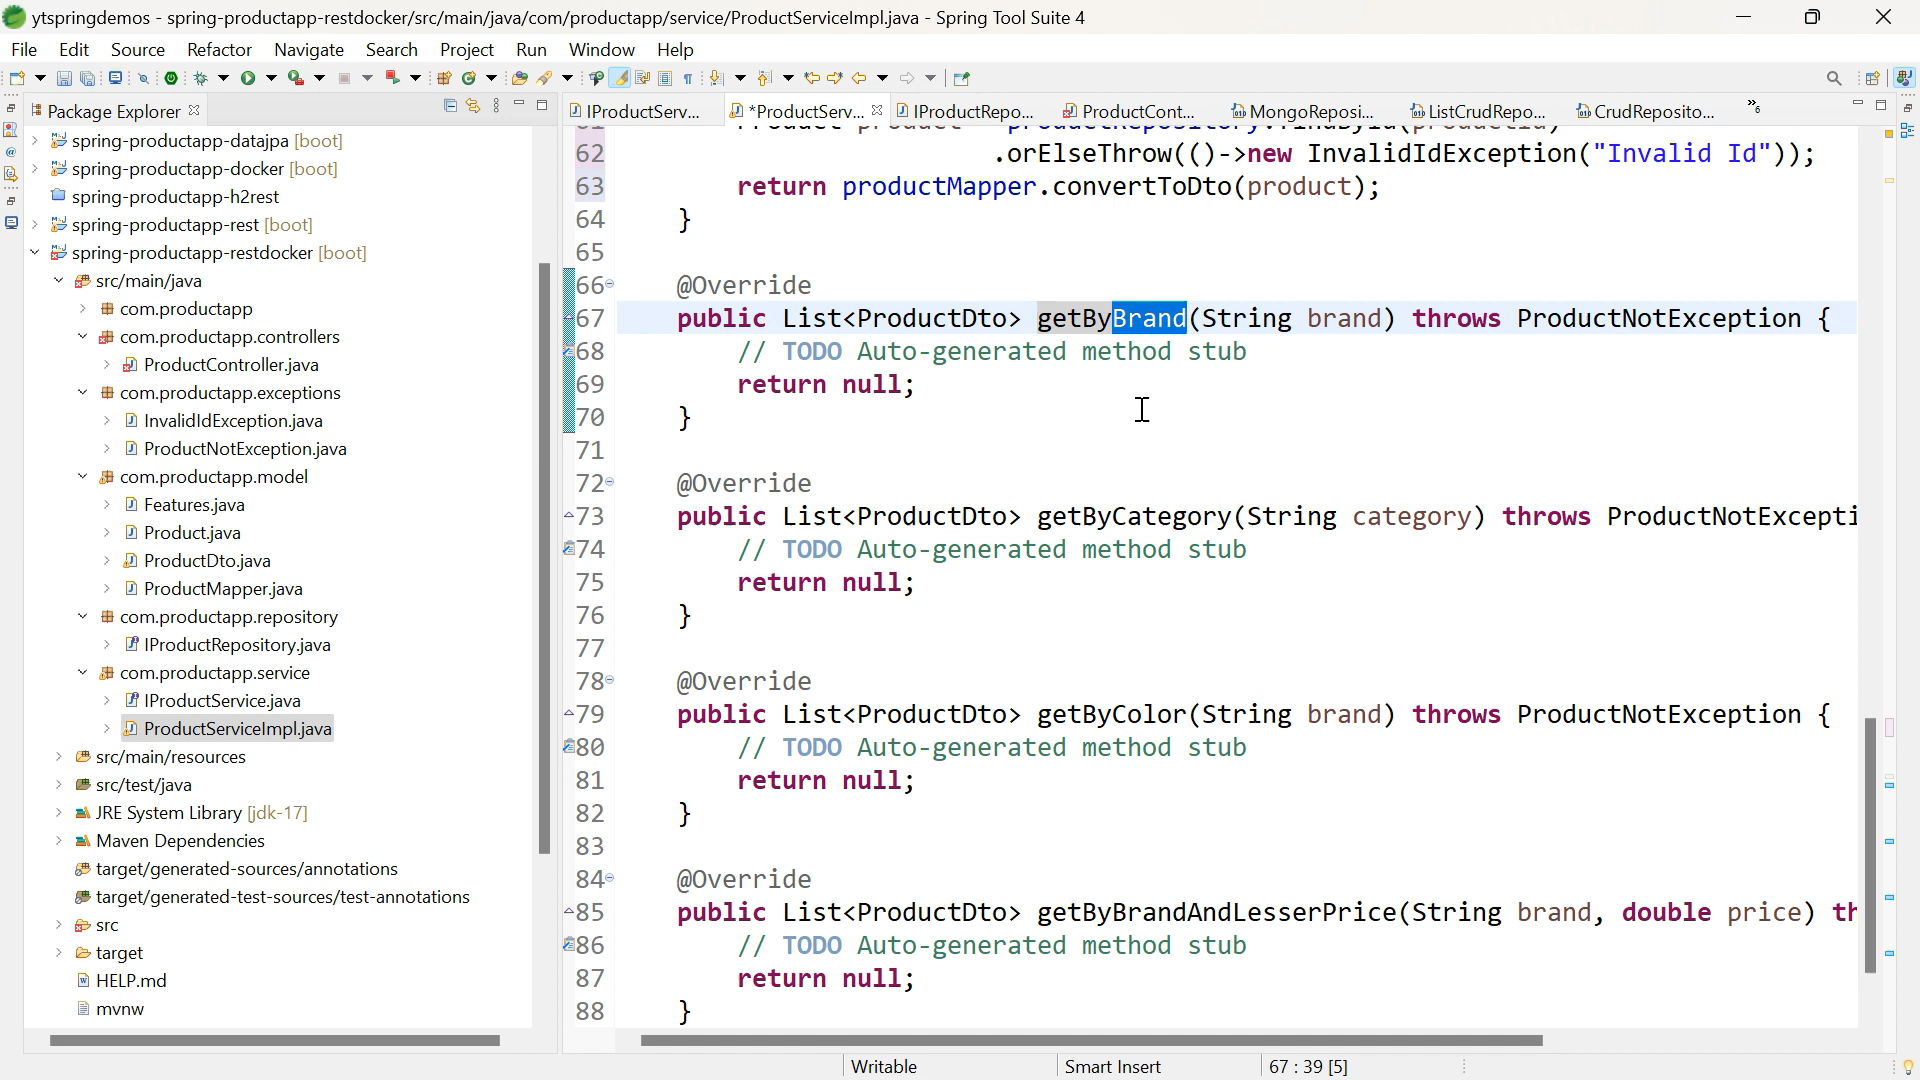 ytspringdemos - spring-productapp-restdocker/src/main/java/com/productapp/service/ProductServiceImpl.java - Spring Tool Suite 4
File Edit Source Refactor Navigate Search Project Run Window Help
Package Explorer
IProductServ...
*ProductServ...
IProductRepo...
ProductCont...
MongoReposi...
ListCrudRepo...
CrudReposito...
»6
spring-productapp-datajpa [boot]
spring-productapp-docker [boot]
spring-productapp-h2rest
spring-productapp-rest [boot]
spring-productapp-restdocker [boot]
src/main/java
com.productapp
com.productapp.controllers
ProductController.java
com.productapp.exceptions
InvalidIdException.java
ProductNotException.java
com.productapp.model
Features.java
Product.java
ProductDto.java
ProductMapper.java
com.productapp.repository
IProductRepository.java
com.productapp.service
IProductService.java
ProductServiceImpl.java
src/main/resources
src/test/java
JRE System Library [jdk-17]
Maven Dependencies
target/generated-sources/annotations
target/generated-test-sources/test-annotations
src
target
HELP.md
mvnw
62 .orElseThrow(()->new InvalidIdException("Invalid Id"));
63 return productMapper.convertToDto(product);
64 }
65
66 @Override
67 public List<ProductDto> getByBrand(String brand) throws ProductNotException {
68 // TODO Auto-generated method stub
69 return null;
70 }
71
72 @Override
73 public List<ProductDto> getByCategory(String category) throws ProductNotExcepti
74 // TODO Auto-generated method stub
75 return null;
76 }
77
78 @Override
79 public List<ProductDto> getByColor(String brand) throws ProductNotException {
80 // TODO Auto-generated method stub
81 return null;
82 }
83
84 @Override
85 public List<ProductDto> getByBrandAndLesserPrice(String brand, double price) th
86 // TODO Auto-generated method stub
87 return null;
88 }
Writable
Smart Insert
67 : 39 [5]